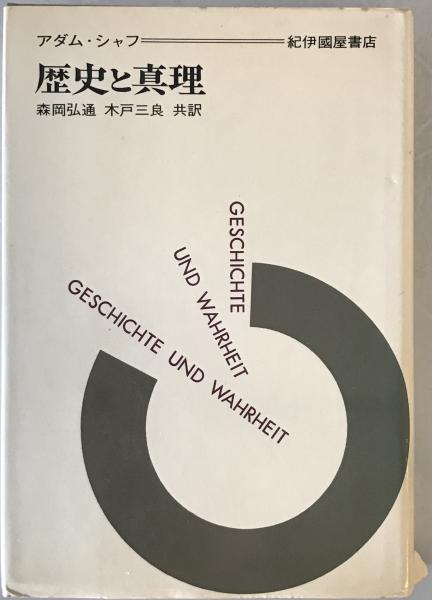 アダム・シャフ 紀伊國屋書店
歴史と真理
森岡弘通 木戸三良 共訳
GESCHICHTE
UND WAHRHEIT
GESCHICHTE UND WAHRHEIT